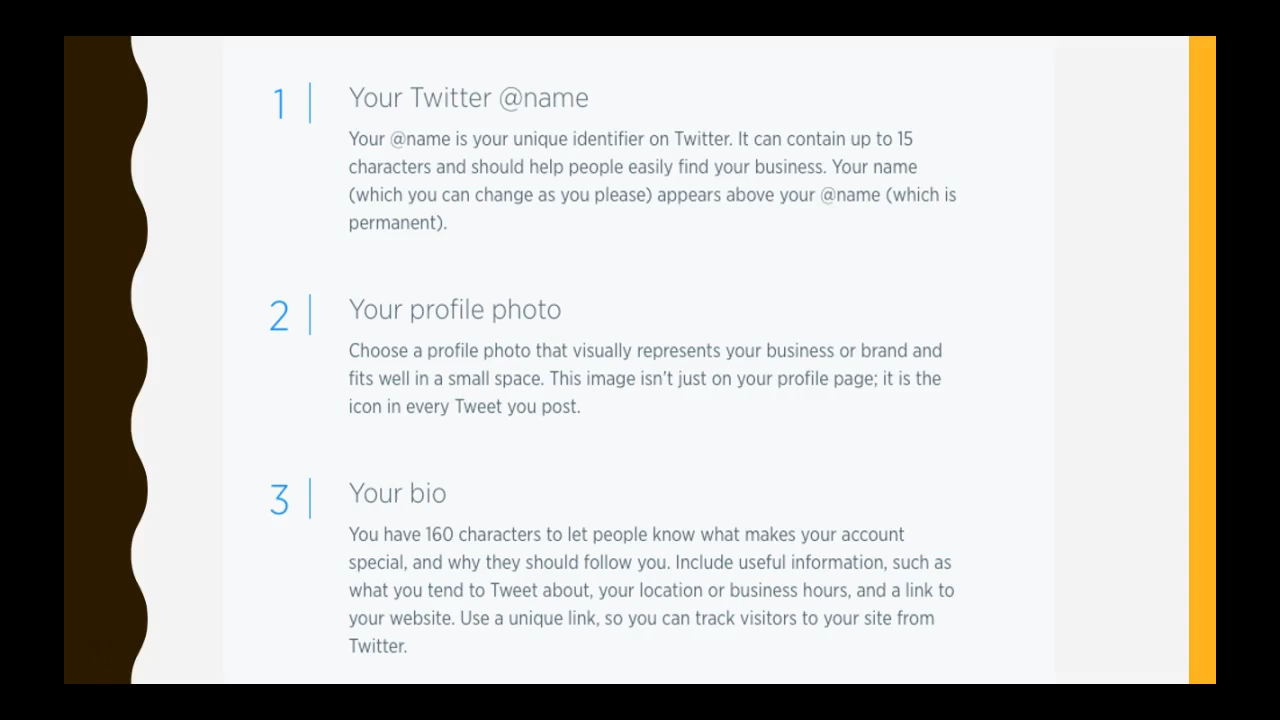 1
Your Twitter @name
Your @name is your unique identifier on Twitter. It can contain up to 15
characters and should help people easily find your business. Your name
(which you can change as you please) appears above your @name (which is
permanent).
2
Your profile photo
Choose a profile photo that visually represents your business or brand and
fits well in a small space. This image isn't just on your profile page; it is the
icon in every Tweet you post.
3
Your bio
You have 160 characters to let people know what makes your account
special, and why they should follow you. Include useful information, such as
what you tend to Tweet about, your location or business hours, and a link to
your website. Use a unique link, so you can track visitors to your site from
Twitter.